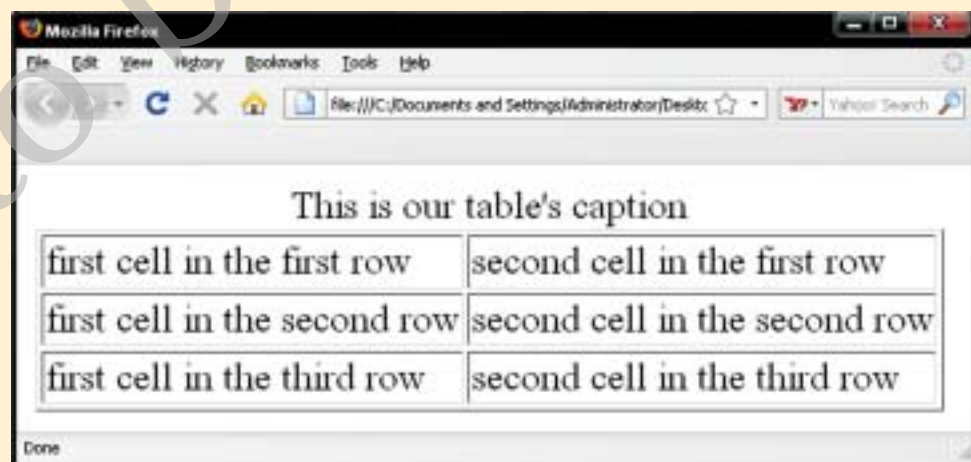 Mozilla Firefox
File Edit View History Bookmarks Tools Help
file:///C:/Documents and Settings/Administrator/Deskto Yahoo! Search
This is our table's caption
first cell in the first row second cell in the first row
first cell in the second row second cell in the second row
first cell in the third row second cell in the third row
Done